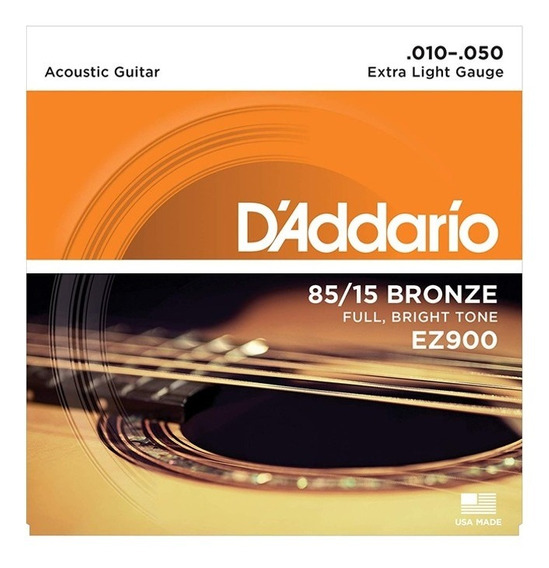 Acoustic Guitar
.010–.050
Extra Light Gauge
D'Addario
85/15 BRONZE
FULL, BRIGHT TONE
EZ900
USA MADE